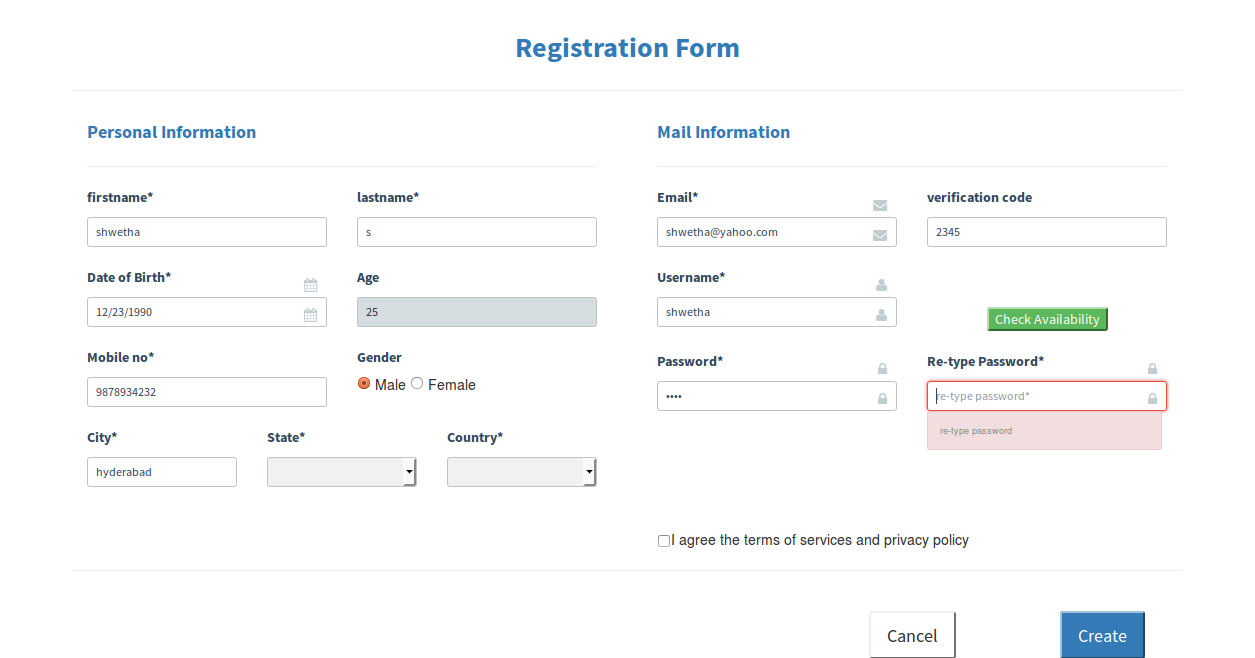 Registration Form
Personal Information
firstname*
lastname*
shwetha
s
Date of Birth*
Age
12/23/1990
25
Mobile no*
Gender
9878934232
Male Female
City*
State*
Country*
hyderabad
Mail Information
Email*
verification code
shwetha@yahoo.com
2345
Username*
shwetha
Check Availability
Password*
Re-type Password*
••••
re-type password*
re-type password
I agree the terms of services and privacy policy
Cancel
Create